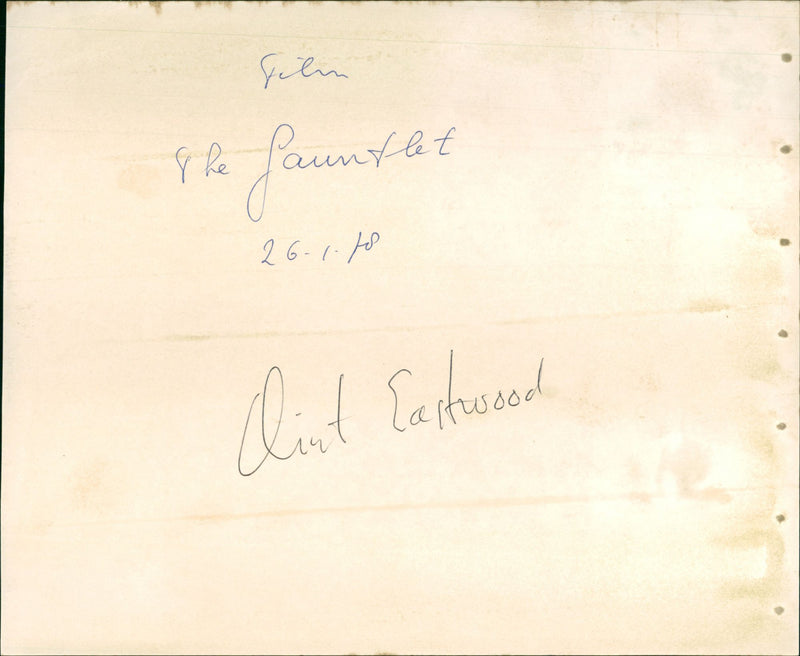 Film
The Gauntlet
26-1-78
Clint Eastwood